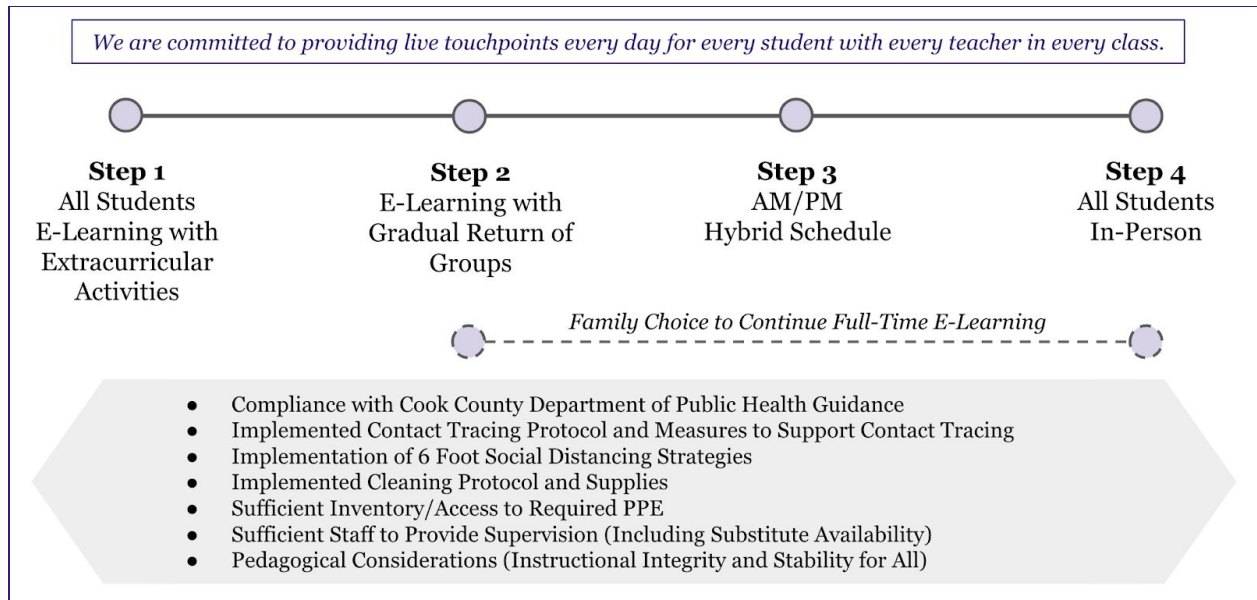 We are committed to providing live touchpoints every day for every student with every teacher in every class.
Step 1
All Students
E-Learning with
Extracurricular
Activities
Step 2
E-Learning with
Gradual Return of
Groups
Step 3
AM/PM
Hybrid Schedule
Step 4
All Students
In-Person
Family Choice to Continue Full-Time E-Learning
● Compliance with Cook County Department of Public Health Guidance
● Implemented Contact Tracing Protocol and Measures to Support Contact Tracing
● Implementation of 6 Foot Social Distancing Strategies
● Implemented Cleaning Protocol and Supplies
● Sufficient Inventory/Access to Required PPE
● Sufficient Staff to Provide Supervision (Including Substitute Availability)
● Pedagogical Considerations (Instructional Integrity and Stability for All)